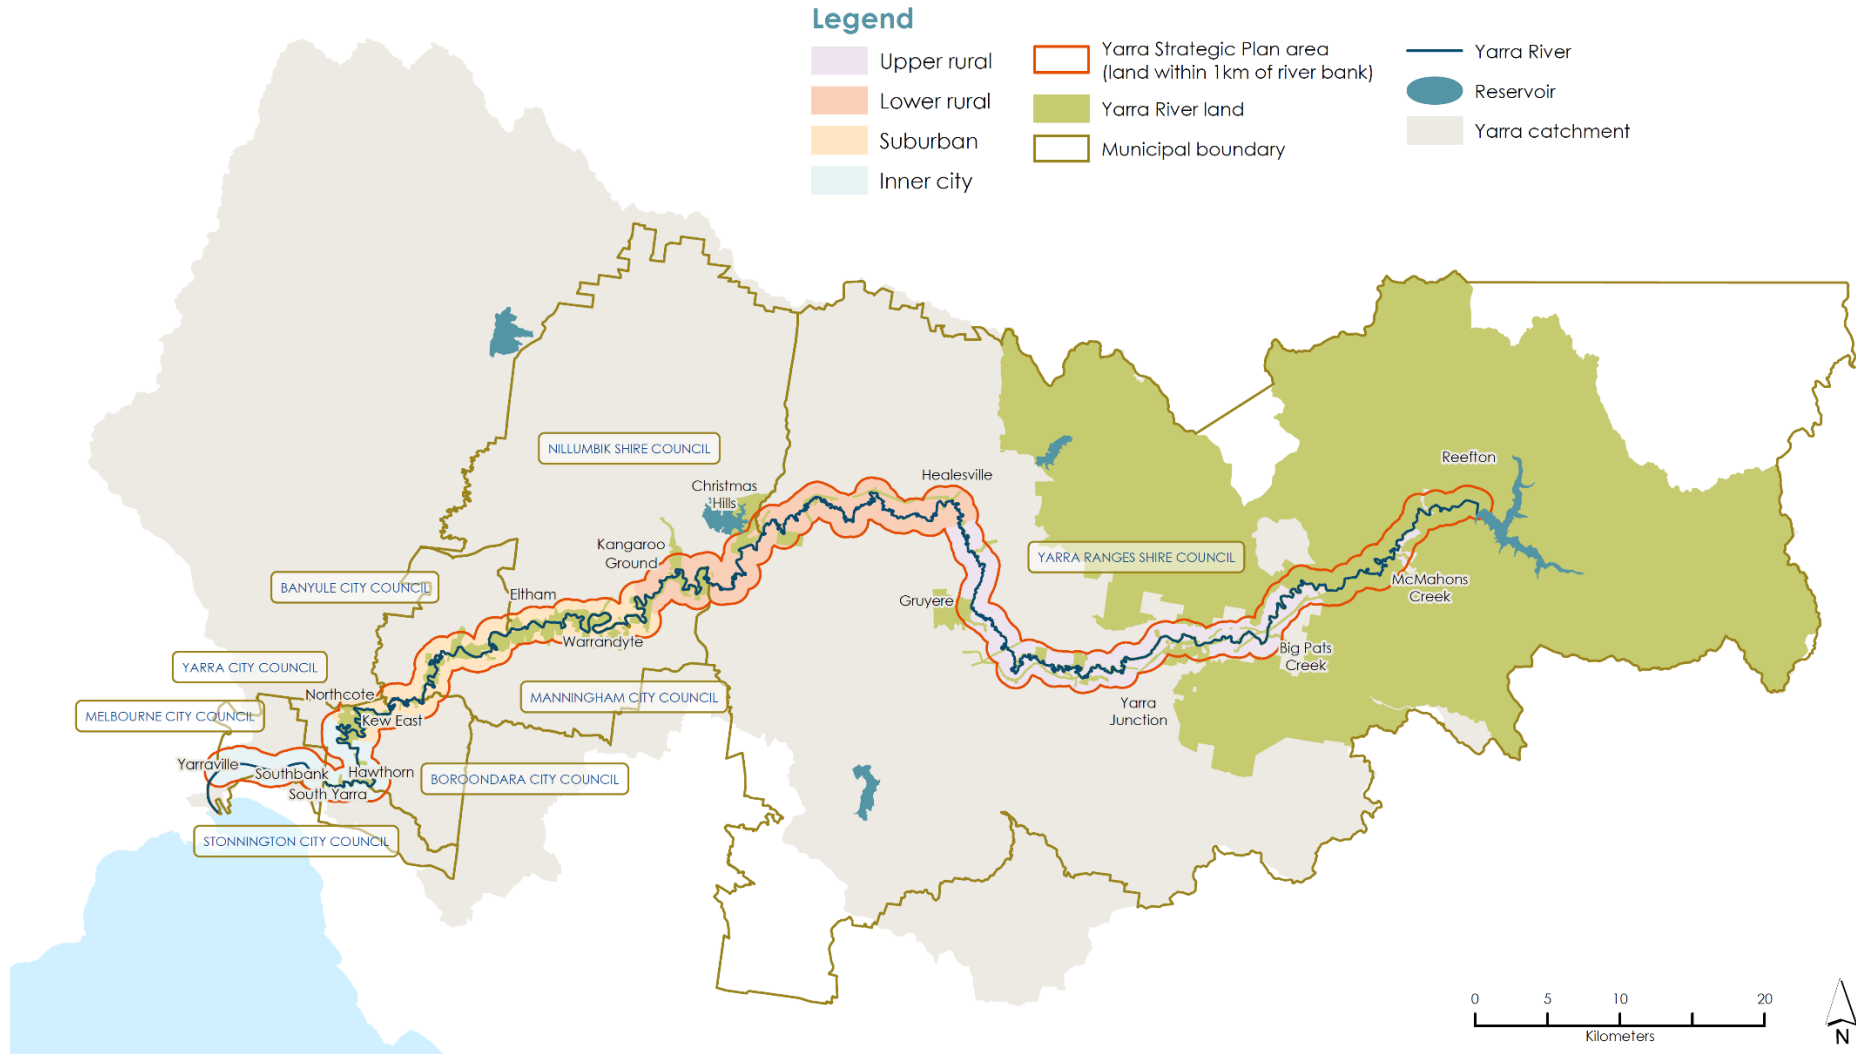 Legend
Upper rural
Lower rural
Suburban
Inner city
Yarra Strategic Plan area
(land within 1km of river bank)
Yarra River land
Municipal boundary
Yarra River
Reservoir
Yarra catchment
NILLUMBIK SHIRE COUNCIL
Christmas
Hills
Healesville
Reefton
Kangaroo
Ground
YARRA RANGES SHIRE COUNCIL
BANYULE CITY COUNCIL
Eltham
Gruyere
McMahons
Creek
Warrandyte
Big Pats
Creek
YARRA CITY COUNCIL
Northcote
MANNINGHAM CITY COUNCIL
Yarra
Junction
MELBOURNE CITY COUNCIL
Kew East
Yarraville
Southbank
Hawthorn
BOROONDARA CITY COUNCIL
South Yarra
STONNINGTON CITY COUNCIL
0 5 10 20
Kilometers
N